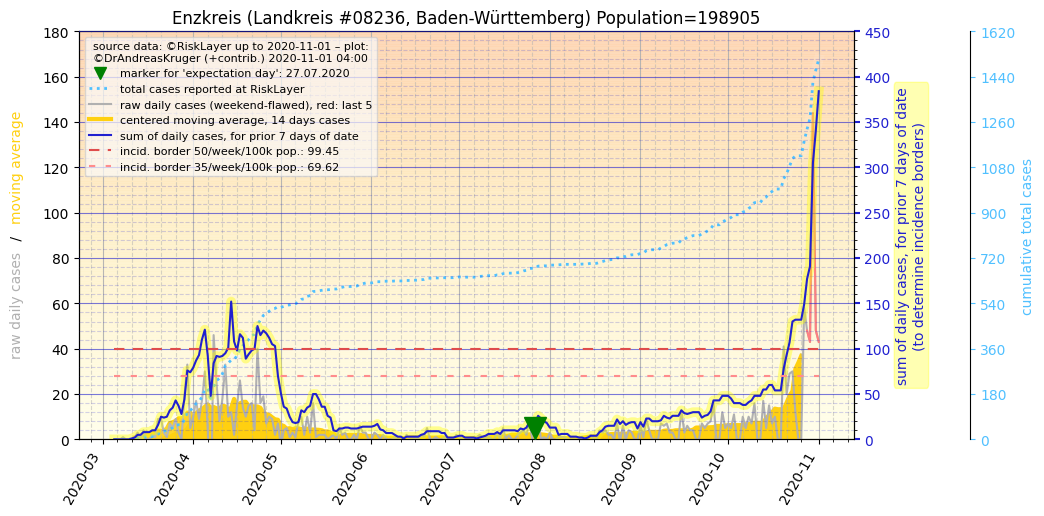 Enzkreis (Landkreis #08236, Baden-Württemberg) Population=198905
source data: ©RiskLayer up to 2020-11-01 – plot:
©DrAndreasKruger (+contrib.) 2020-11-01 04:00
marker for 'expectation day': 27.07.2020
total cases reported at RiskLayer
raw daily cases (weekend-flawed), red: last 5
centered moving average, 14 days cases
sum of daily cases, for prior 7 days of date
incid. border 50/week/100k pop.: 99.45
incid. border 35/week/100k pop.: 69.62
raw daily cases / moving average
180
160
140
120
100
80
60
40
20
0
2020-03
2020-04
2020-05
2020-06
2020-07
2020-08
2020-09
2020-10
2020-11
450
400
350
300
250
200
150
100
50
0
sum of daily cases, for prior 7 days of date
(to determine incidence borders)
1620
1440
1260
1080
900
720
540
360
180
0
cumulative total cases